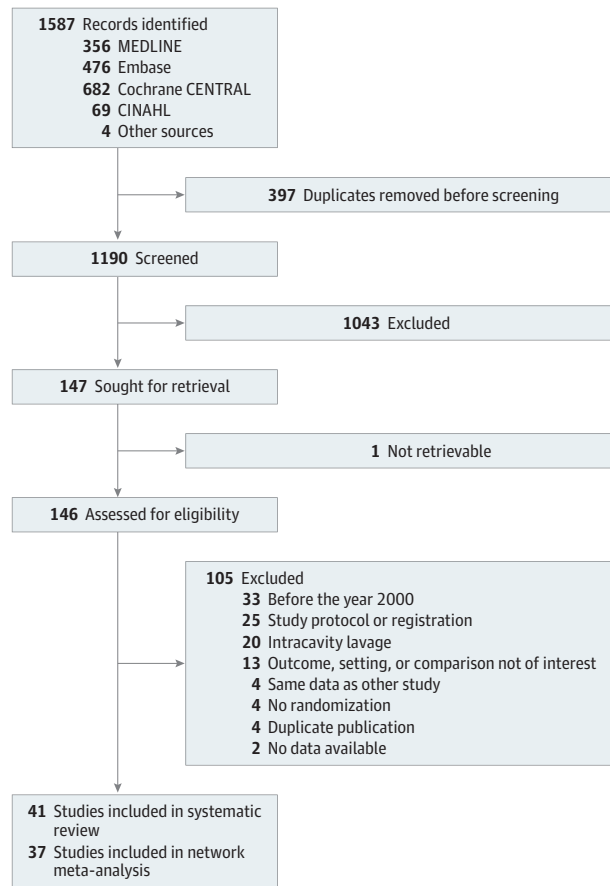 1587 Records identified
356 MEDLINE
476 Embase
682 Cochrane CENTRAL
69 CINAHL
4 Other sources
397 Duplicates removed before screening
1190 Screened
1043 Excluded
147 Sought for retrieval
1 Not retrievable
146 Assessed for eligibility
105 Excluded
33 Before the year 2000
25 Study protocol or registration
20 Intracavity lavage
13 Outcome, setting, or comparison not of interest
4 Same data as other study
4 No randomization
4 Duplicate publication
2 No data available
41 Studies included in systematic
review
37 Studies included in network
meta-analysis